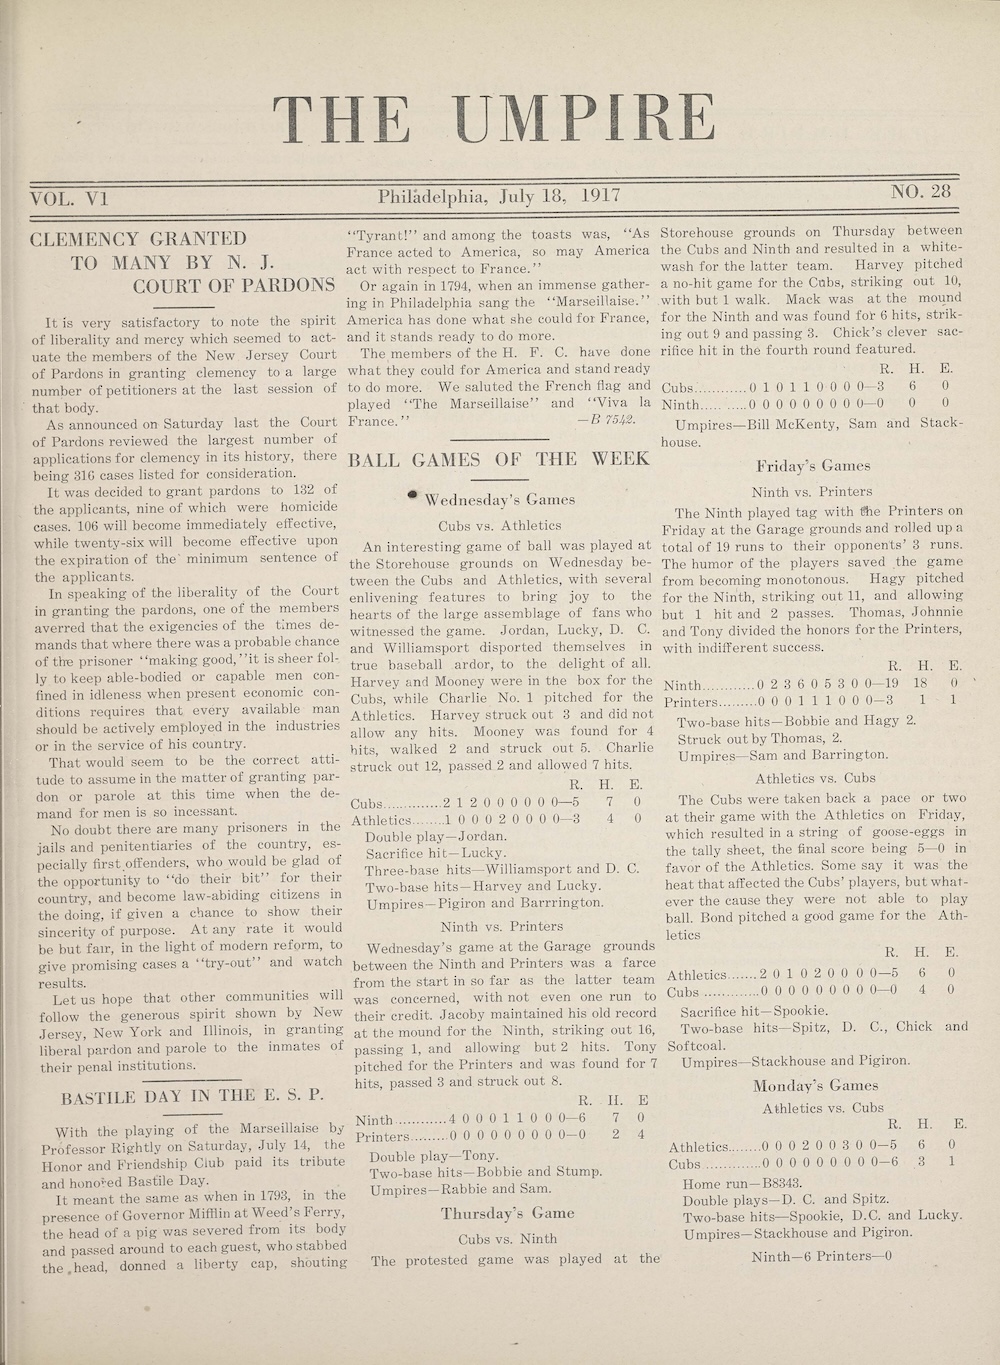 THE UMPIRE
VOL. V1
Philadelphia, July 18, 1917
NO. 28
CLEMENCY GRANTED
TO MANY BY N. J.
COURT OF PARDONS
It is very satisfactory to note the spirit
of liberality and mercy which seemed to act-
uate the members of the New Jersey Court
of Pardons in granting clemency to a large
number of petitioners at the last session of
that body.
As announced on Saturday last the Court
of Pardons reviewed the largest number of
applications for clemency in its history, there
being 316 cases listed for consideration.
It was decided to grant pardons to 132 of
the applicants, nine of which were homicide
cases. 106 will become immediately effective,
while twenty-six will become effective upon
the expiration of the minimum sentence of
the applicants.
In speaking of the liberality of the Court
in granting the pardons, one of the members
averred that the exigencies of the times de-
mands that where there was a probable chance
of the prisoner "making good,"it is sheer fol-
ly to keep able-bodied or capable men con-
fined in idleness when present economic con-
ditions requires that every available man
should be actively employed in the industries
or in the service of his country.
That would seem to be the correct atti-
tude to assume in the matter of granting par-
don or parole at this time when the de-
mand for men is so incessant.
No doubt there are many prisoners in the
jails and penitentiaries of the country, es-
pecially first offenders, who would be glad of
the opportunity to "do their bit" for their
country, and become law-abiding citizens in
the doing, if given a chance to show their
sincerity of purpose. At any rate it would
be but fair, in the light of modern reform, to
give promising cases a "try-out" and watch
results.
Let us hope that other communities will
follow the generous spirit shown by New
Jersey, New York and Illinois, in granting
liberal pardon and parole to the inmates of
their penal institutions.
BASTILE DAY IN THE E. S. P.
With the playing of the Marseillaise by
Professor Rightly on Saturday, July 14, the
Honor and Friendship Club paid its tribute
and honored Bastile Day.
It meant the same as when in 1793, in the
presence of Governor Mifflin at Weed's Ferry,
the head of a pig was severed from its body
and passed around to each guest, who stabbed
the head, donned a liberty cap, shouting
"Tyrant!" and among the toasts was, "As
France acted to America, so may America
act with respect to France."
Or again in 1794, when an immense gather-
ing in Philadelphia sang the "Marseillaise."
America has done what she could for France,
and it stands ready to do more.
The members of the H. F. C. have done
what they could for America and stand ready
to do more. We saluted the French flag and
played "The Marseillaise" and "Viva la
France." —B 7542.
BALL GAMES OF THE WEEK
Wednesday's Games
Cubs vs. Athletics
An interesting game of ball was played at
the Storehouse grounds on Wednesday be-
tween the Cubs and Athletics, with several
enlivening features to bring joy to the
hearts of the large assemblage of fans who
witnessed the game. Jordan, Lucky, D. C.
and Williamsport disported themselves in
true baseball ardor, to the delight of all.
Harvey and Mooney were in the box for the
Cubs, while Charlie No. 1 pitched for the
Athletics. Harvey struck out 3 and did not
allow any hits. Mooney was found for 4
hits, walked 2 and struck out 5. Charlie
struck out 12, passed 2 and allowed 7 hits.
R. H. E.
Cubs..............2 1 2 0 0 0 0 0 0—5 7 0
Athletics........1 0 0 0 2 0 0 0 0—3 4 0
Double play—Jordan.
Sacrifice hit—Lucky.
Three-base hits—Williamsport and D. C.
Two-base hits—Harvey and Lucky.
Umpires—Pigiron and Barrrington.
Ninth vs. Printers
Wednesday's game at the Garage grounds
between the Ninth and Printers was a farce
from the start in so far as the latter team
was concerned, with not even one run to
their credit. Jacoby maintained his old record
at the mound for the Ninth, striking out 16,
passing 1, and allowing but 2 hits. Tony
pitched for the Printers and was found for 7
hits, passed 3 and struck out 8.
R. H. E
Ninth............4 0 0 0 1 1 0 0 0—6 7 0
Printers.........0 0 0 0 0 0 0 0 0—0 2 4
Double play—Tony.
Two-base hits—Bobbie and Stump.
Umpires—Rabbie and Sam.
Thursday's Game
Cubs vs. Ninth
The protested game was played at the
Storehouse grounds on Thursday between
the Cubs and Ninth and resulted in a white-
wash for the latter team. Harvey pitched
a no-hit game for the Cubs, striking out 10,
with but 1 walk. Mack was at the mound
for the Ninth and was found for 6 hits, strik-
ing out 9 and passing 3. Chick's clever sac-
rifice hit in the fourth round featured.
R. H. E.
Cubs............0 1 0 1 1 0 0 0 0—3 6 0
Ninth..... .....0 0 0 0 0 0 0 0 0—0 0 0
Umpires—Bill McKenty, Sam and Stack-
house.
Friday's Games
Ninth vs. Printers
The Ninth played tag with the Printers on
Friday at the Garage grounds and rolled up a
total of 19 runs to their opponents' 3 runs.
The humor of the players saved the game
from becoming monotonous. Hagy pitched
for the Ninth, striking out 11, and allowing
but 1 hit and 2 passes. Thomas, Johnnie
and Tony divided the honors for the Printers,
with indifferent success.
R. H. E.
Ninth............0 2 3 6 0 5 3 0 0—19 18 0
Printers.........0 0 0 1 1 1 0 0 0—3 1 1
Two-base hits—Bobbie and Hagy 2.
Struck out by Thomas, 2.
Umpires—Sam and Barrington.
Athletics vs. Cubs
The Cubs were taken back a pace or two
at their game with the Athletics on Friday,
which resulted in a string of goose-eggs in
the tally sheet, the final score being 5—0 in
favor of the Athletics. Some say it was the
heat that affected the Cubs' players, but what-
ever the cause they were not able to play
ball. Bond pitched a good game for the Ath-
letics
R. H. E.
Athletics.......2 0 1 0 2 0 0 0 0—5 6 0
Cubs .............0 0 0 0 0 0 0 0 0—0 4 0
Sacrifice hit—Spookie.
Two-base hits—Spitz, D. C., Chick and
Softcoal.
Umpires—Stackhouse and Pigiron.
Monday's Games
Athletics vs. Cubs
R. H. E.
Athletics........0 0 0 2 0 0 3 0 0—5 6 0
Cubs .............0 0 0 0 0 0 0 0 0—6 3 1
Home run—B8343.
Double plays—D. C. and Spitz.
Two-base hits—Spookie, D.C. and Lucky.
Umpires—Stackhouse and Pigiron.
Ninth—6 Printers—0